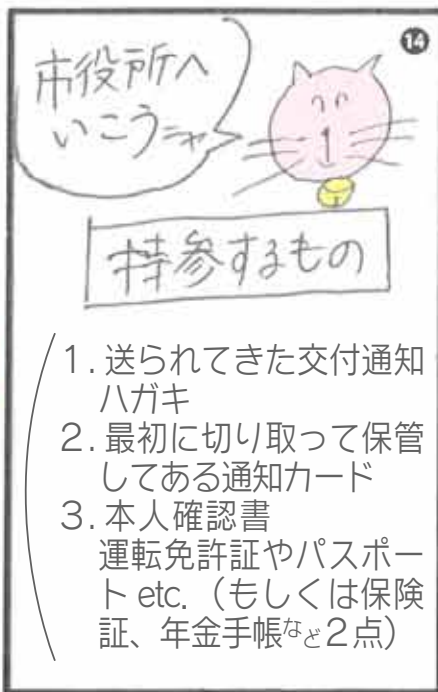 ⓮
市役所へ
いこうニャ
持参するもの
1. 送られてきた交付通知
ハガキ
2. 最初に切り取って保管
してある通知カード
3. 本人確認書
運転免許証やパスポー
ト etc.（もしくは保険
証、年金手帳など2点）